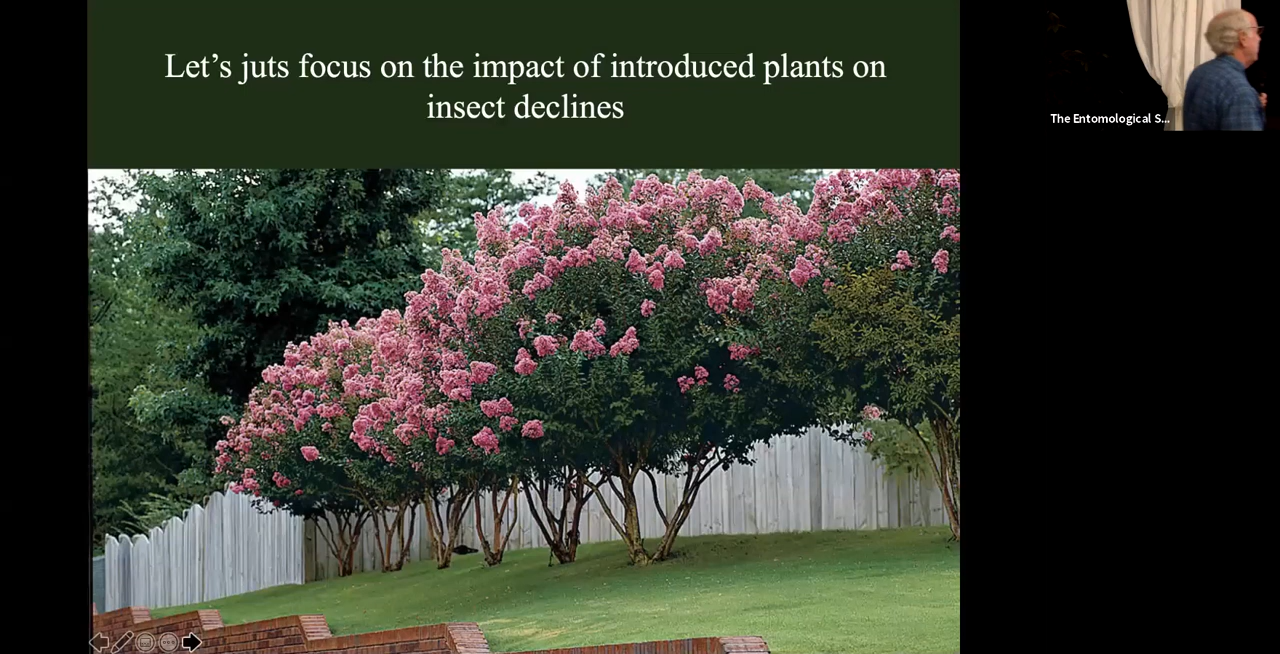 Let’s juts focus on the impact of introduced plants on
insect declines
The Entomological S...